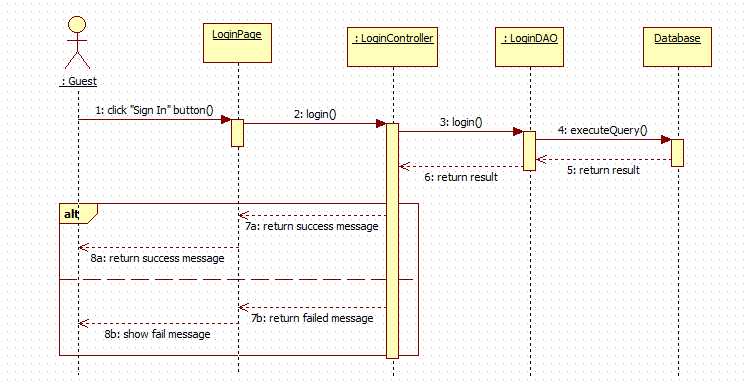 LoginPage
: LoginController
: LoginDAO
Database
: Guest
1: click "Sign In" button()
2: login()
3: login()
4: executeQuery()
5: return result
6: return result
alt
7a: return success message
8a: return success message
7b: return failed message
8b: show fail message